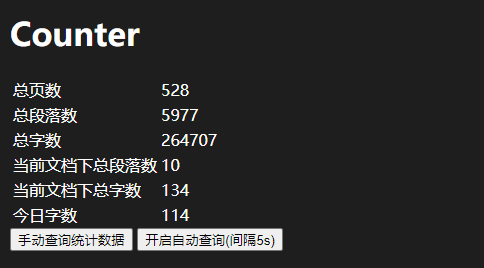 Counter
总页数 528
总段落数 5977
总字数 264707
当前文档下总段落数 10
当前文档下总字数 134
今日字数 114
手动查询统计数据 开启自动查询(间隔5s)